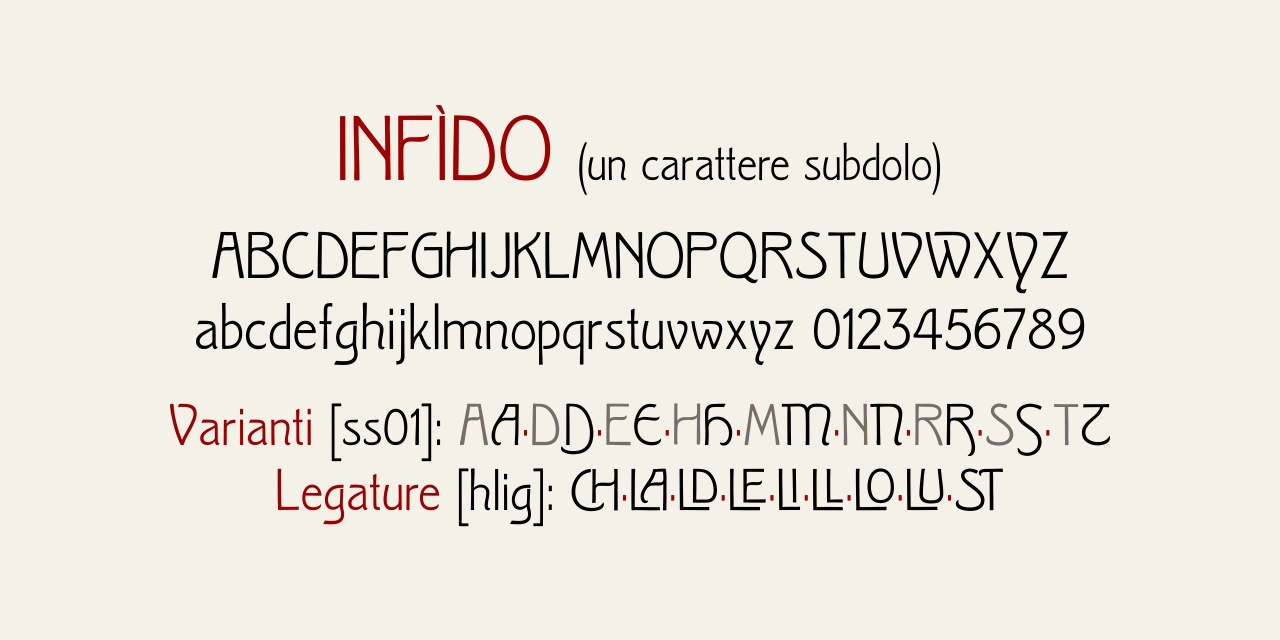 INFÌDO (un carattere subdolo)
ABCDEFGHIJKLMNOPQRSTUVWXYZ
abcdefghijklmnopqrstuvwxyz 0123456789
Varianti [ss01]: AA·DD·EE·HH·MM·NN·RR·SS·TT
Legature [hlig]: CH·LA·LD·LE·LI·LL·LO·LU·ST